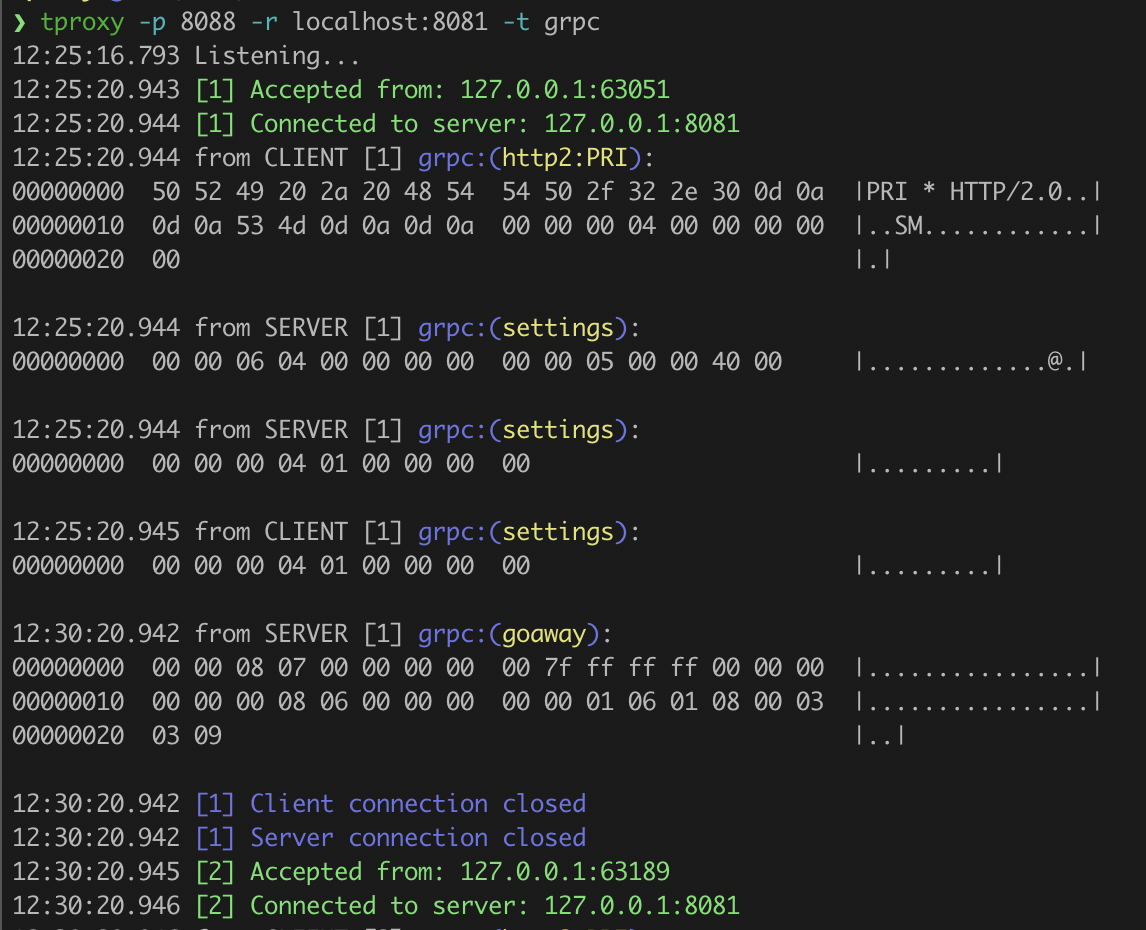 ❯ tproxy -p 8088 -r localhost:8081 -t grpc
12:25:16.793 Listening...
12:25:20.943 [1] Accepted from: 127.0.0.1:63051
12:25:20.944 [1] Connected to server: 127.0.0.1:8081
12:25:20.944 from CLIENT [1] grpc:(http2:PRI):
00000000  50 52 49 20 2a 20 48 54  54 50 2f 32 2e 30 0d 0a  |PRI * HTTP/2.0..|
00000010  0d 0a 53 4d 0d 0a 0d 0a  00 00 00 04 00 00 00 00  |..SM............|
00000020  00                                                |.|
12:25:20.944 from SERVER [1] grpc:(settings):
00000000  00 00 06 04 00 00 00 00  00 00 05 00 00 40 00     |.............@.|
12:25:20.944 from SERVER [1] grpc:(settings):
00000000  00 00 00 04 01 00 00 00  00                       |.........|
12:25:20.945 from CLIENT [1] grpc:(settings):
00000000  00 00 00 04 01 00 00 00  00                       |.........|
12:30:20.942 from SERVER [1] grpc:(goaway):
00000000  00 00 08 07 00 00 00 00  00 7f ff ff ff 00 00 00  |................|
00000010  00 00 00 08 06 00 00 00  00 00 01 06 01 08 00 03  |................|
00000020  03 09                                             |..|
12:30:20.942 [1] Client connection closed
12:30:20.942 [1] Server connection closed
12:30:20.945 [2] Accepted from: 127.0.0.1:63189
12:30:20.946 [2] Connected to server: 127.0.0.1:8081